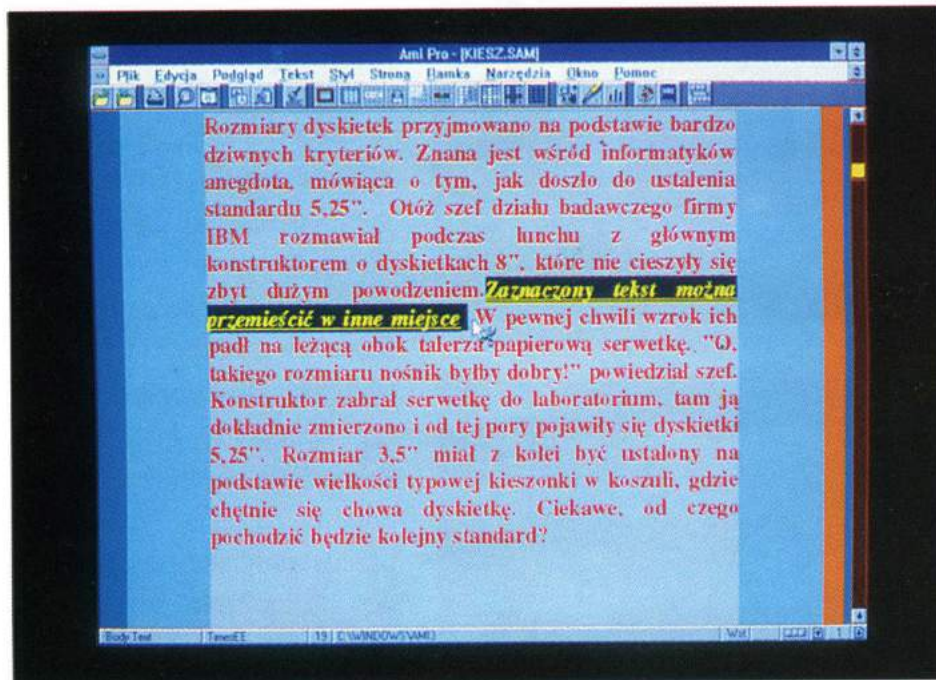 Ami Pro - [KIESZ.SAM]
Plik Edycja Podgląd Tekst Styl Strona Ramka Narzędzia Okno Pomoc
Rozmiary dyskietek przyjmowano na podstawie bardzo
dziwnych kryteriów. Znana jest wśród informatyków
anegdota, mówiąca o tym, jak doszło do ustalenia
standardu 5,25". Otóż szef działu badawczego firmy
IBM rozmawiał podczas lunchu z głównym
konstruktorem o dyskietkach 8", które nie cieszyły się
zbyt dużym powodzeniem.Zaznaczony tekst można
przemieścić w inne miejsce W pewnej chwili wzrok ich
padł na leżącą obok talerza papierową serwetkę. "O,
takiego rozmiaru nośnik byłby dobry!" powiedział szef.
Konstruktor zabrał serwetkę do laboratorium, tam ją
dokładnie zmierzono i od tej pory pojawiły się dyskietki
5,25". Rozmiar 3,5" miał z kolei być ustalony na
podstawie wielkości typowej kieszonki w koszuli, gdzie
chętnie się chowa dyskietkę. Ciekawe, od czego
pochodzić będzie kolejny standard?
Body Text TimesEE 19 C:\WINDOWS\AMI\ Wst 1